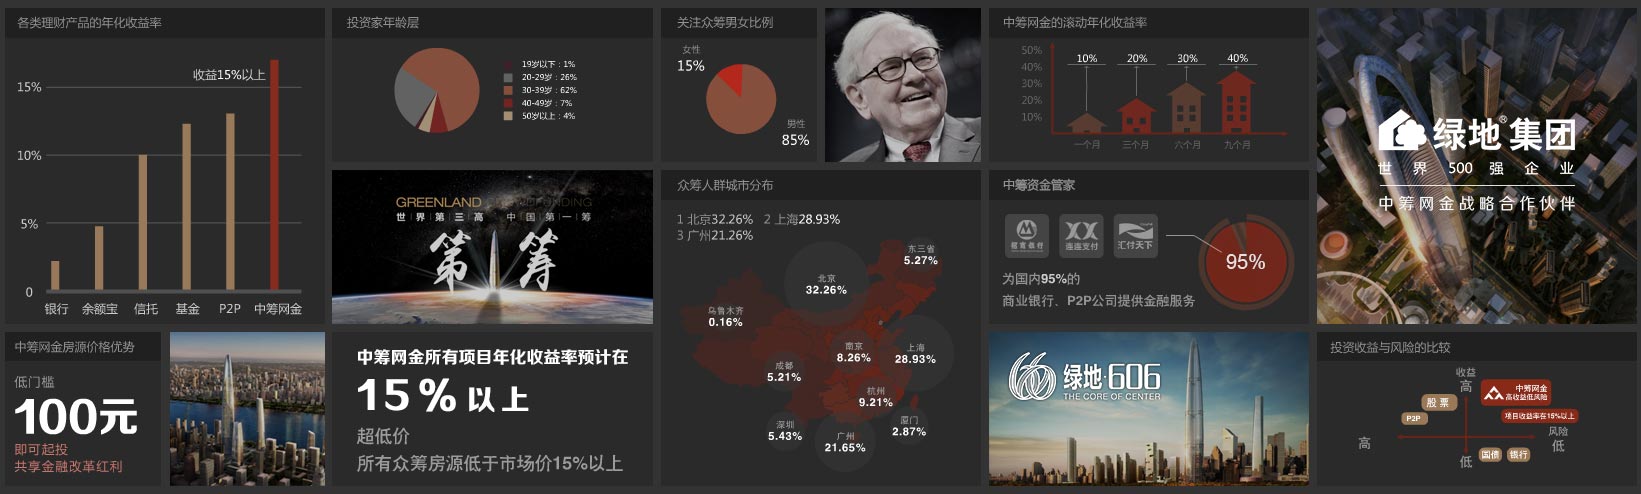 各类理财产品的年化收益率
收益15%以上
15%
10%
5%
0
银行 余额宝 信托 基金 P2P 中筹网金
投资家年龄层
19岁以下：1%
20-29岁：26%
30-39岁：62%
40-49岁：7%
50岁以上：4%
关注众筹男女比例
女性
15%
男性
85%
中筹网金的滚动年化收益率
50%
40%
30%
20%
10%
10% 20% 30% 40%
一个月 三个月 六个月 九个月
绿地®集团
世界500强企业
中筹网金战略合作伙伴
GREENLAND CROWDFUNDING
世界第三高 中国第一筹
第一筹
众筹人群城市分布
1 北京32.26% 2 上海28.93%
3 广州21.26%
东三省
5.27%
北京
32.26%
乌鲁木齐
0.16%
南京
8.26%
上海
28.93%
成都
5.21%
杭州
9.21%
厦门
2.87%
深圳
5.43%
广州
21.65%
中筹资金管家
招商银行 连连支付 汇付天下
95%
为国内95%的
商业银行、P2P公司提供金融服务
中筹网金房源价格优势
低门槛
100元
即可起投
共享金融改革红利
中筹网金所有项目年化收益率预计在
15%以上
超低价
所有众筹房源低于市场价15%以上
绿地·606
THE CORE OF CENTER
投资收益与风险的比较
收益
高
中筹网金
高收益低风险
项目收益率在15%以上
股票
P2P
高
风险
低
国债 银行
低